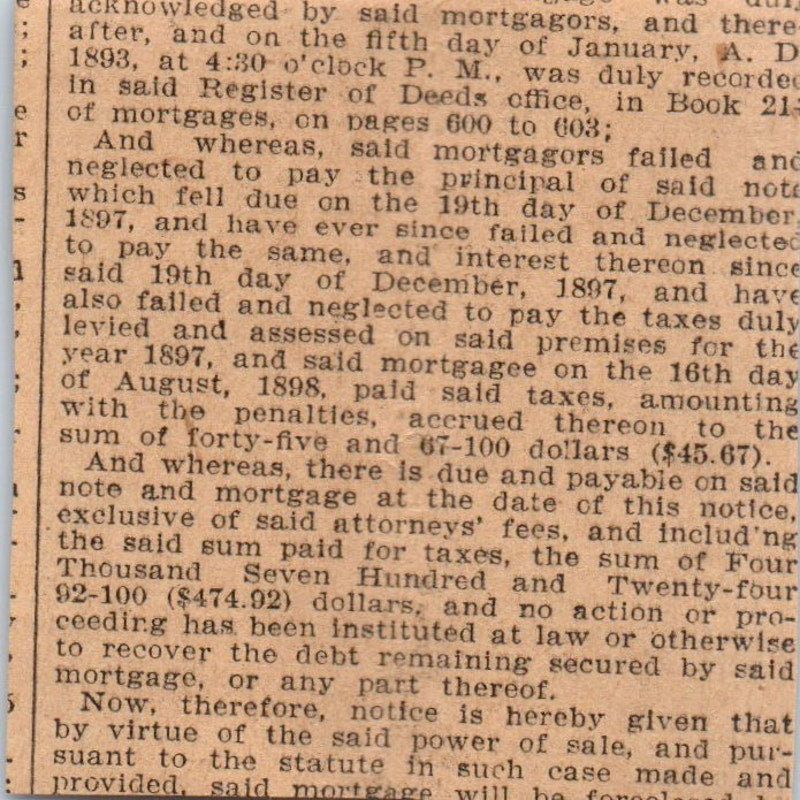 acknowledged by said mortgagors, and there-
after, and on the fifth day of January, A. D
1893, at 4:30 o'clock P. M., was duly recorded
in said Register of Deeds office, in Book 21
of mortgages, on pages 600 to 603;
And whereas, said mortgagors failed and
neglected to pay the principal of said note
which fell due on the 19th day of December,
1897, and have ever since failed and neglected
to pay the same, and interest thereon since
said 19th day of December, 1897, and have
also failed and neglected to pay the taxes duly
levied and assessed on said premises for the
year 1897, and said mortgagee on the 16th day
of August, 1898, paid said taxes, amounting
with the penalties, accrued thereon to the
sum of forty-five and 67-100 dollars ($45.67).
And whereas, there is due and payable on said
note and mortgage at the date of this notice,
exclusive of said attorneys' fees, and includ'ng
the said sum paid for taxes, the sum of Four
Thousand Seven Hundred and Twenty-four
92-100 ($474.92) dollars, and no action or pro-
ceeding has been instituted at law or otherwise
to recover the debt remaining secured by said
mortgage, or any part thereof.
Now, therefore, notice is hereby given that
by virtue of the said power of sale, and pur-
suant to the statute in such case made and
provided, said mortgage will be foreclosed